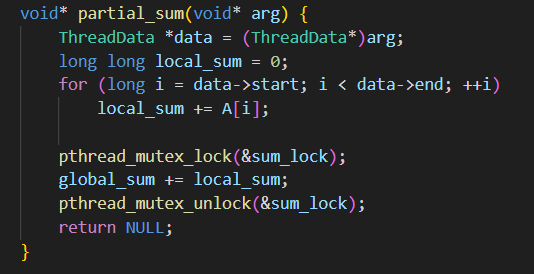 void* partial_sum(void* arg) {
    ThreadData *data = (ThreadData*)arg;
    long long local_sum = 0;
    for (long i = data->start; i < data->end; ++i)
        local_sum += A[i];

    pthread_mutex_lock(&sum_lock);
    global_sum += local_sum;
    pthread_mutex_unlock(&sum_lock);
    return NULL;
}